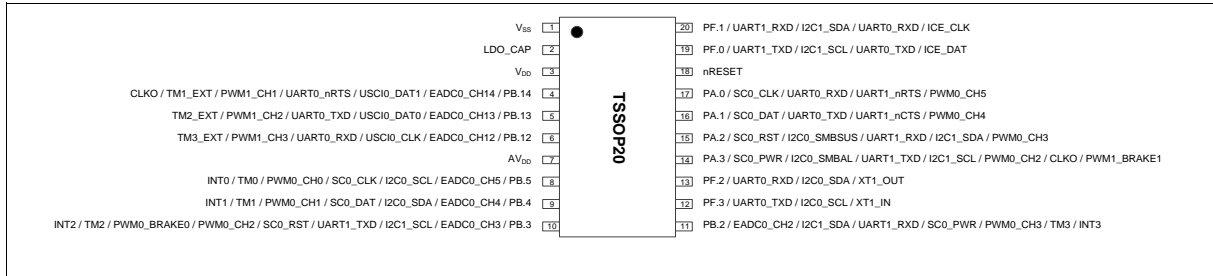 VSS 1
LDO_CAP 2
VDD 3
CLKO / TM1_EXT / PWM1_CH1 / UART0_nRTS / USCI0_DAT1 / EADC0_CH14 / PB.14 4
TM2_EXT / PWM1_CH2 / UART0_TXD / USCI0_DAT0 / EADC0_CH13 / PB.13 5
TM3_EXT / PWM1_CH3 / UART0_RXD / USCI0_CLK / EADC0_CH12 / PB.12 6
AVDD 7
INT0 / TM0 / PWM0_CH0 / SC0_CLK / I2C0_SCL / EADC0_CH5 / PB.5 8
INT1 / TM1 / PWM0_CH1 / SC0_DAT / I2C0_SDA / EADC0_CH4 / PB.4 9
INT2 / TM2 / PWM0_BRAKE0 / PWM0_CH2 / SC0_RST / UART1_TXD / I2C1_SCL / EADC0_CH3 / PB.3 10
TSSOP20
20 PF.1 / UART1_RXD / I2C1_SDA / UART0_RXD / ICE_CLK
19 PF.0 / UART1_TXD / I2C1_SCL / UART0_TXD / ICE_DAT
18 nRESET
17 PA.0 / SC0_CLK / UART0_RXD / UART1_nRTS / PWM0_CH5
16 PA.1 / SC0_DAT / UART0_TXD / UART1_nCTS / PWM0_CH4
15 PA.2 / SC0_RST / I2C0_SMBSUS / UART1_RXD / I2C1_SDA / PWM0_CH3
14 PA.3 / SC0_PWR / I2C0_SMBAL / UART1_TXD / I2C1_SCL / PWM0_CH2 / CLKO / PWM1_BRAKE1
13 PF.2 / UART0_RXD / I2C0_SDA / XT1_OUT
12 PF.3 / UART0_TXD / I2C0_SCL / XT1_IN
11 PB.2 / EADC0_CH2 / I2C1_SDA / UART1_RXD / SC0_PWR / PWM0_CH3 / TM3 / INT3